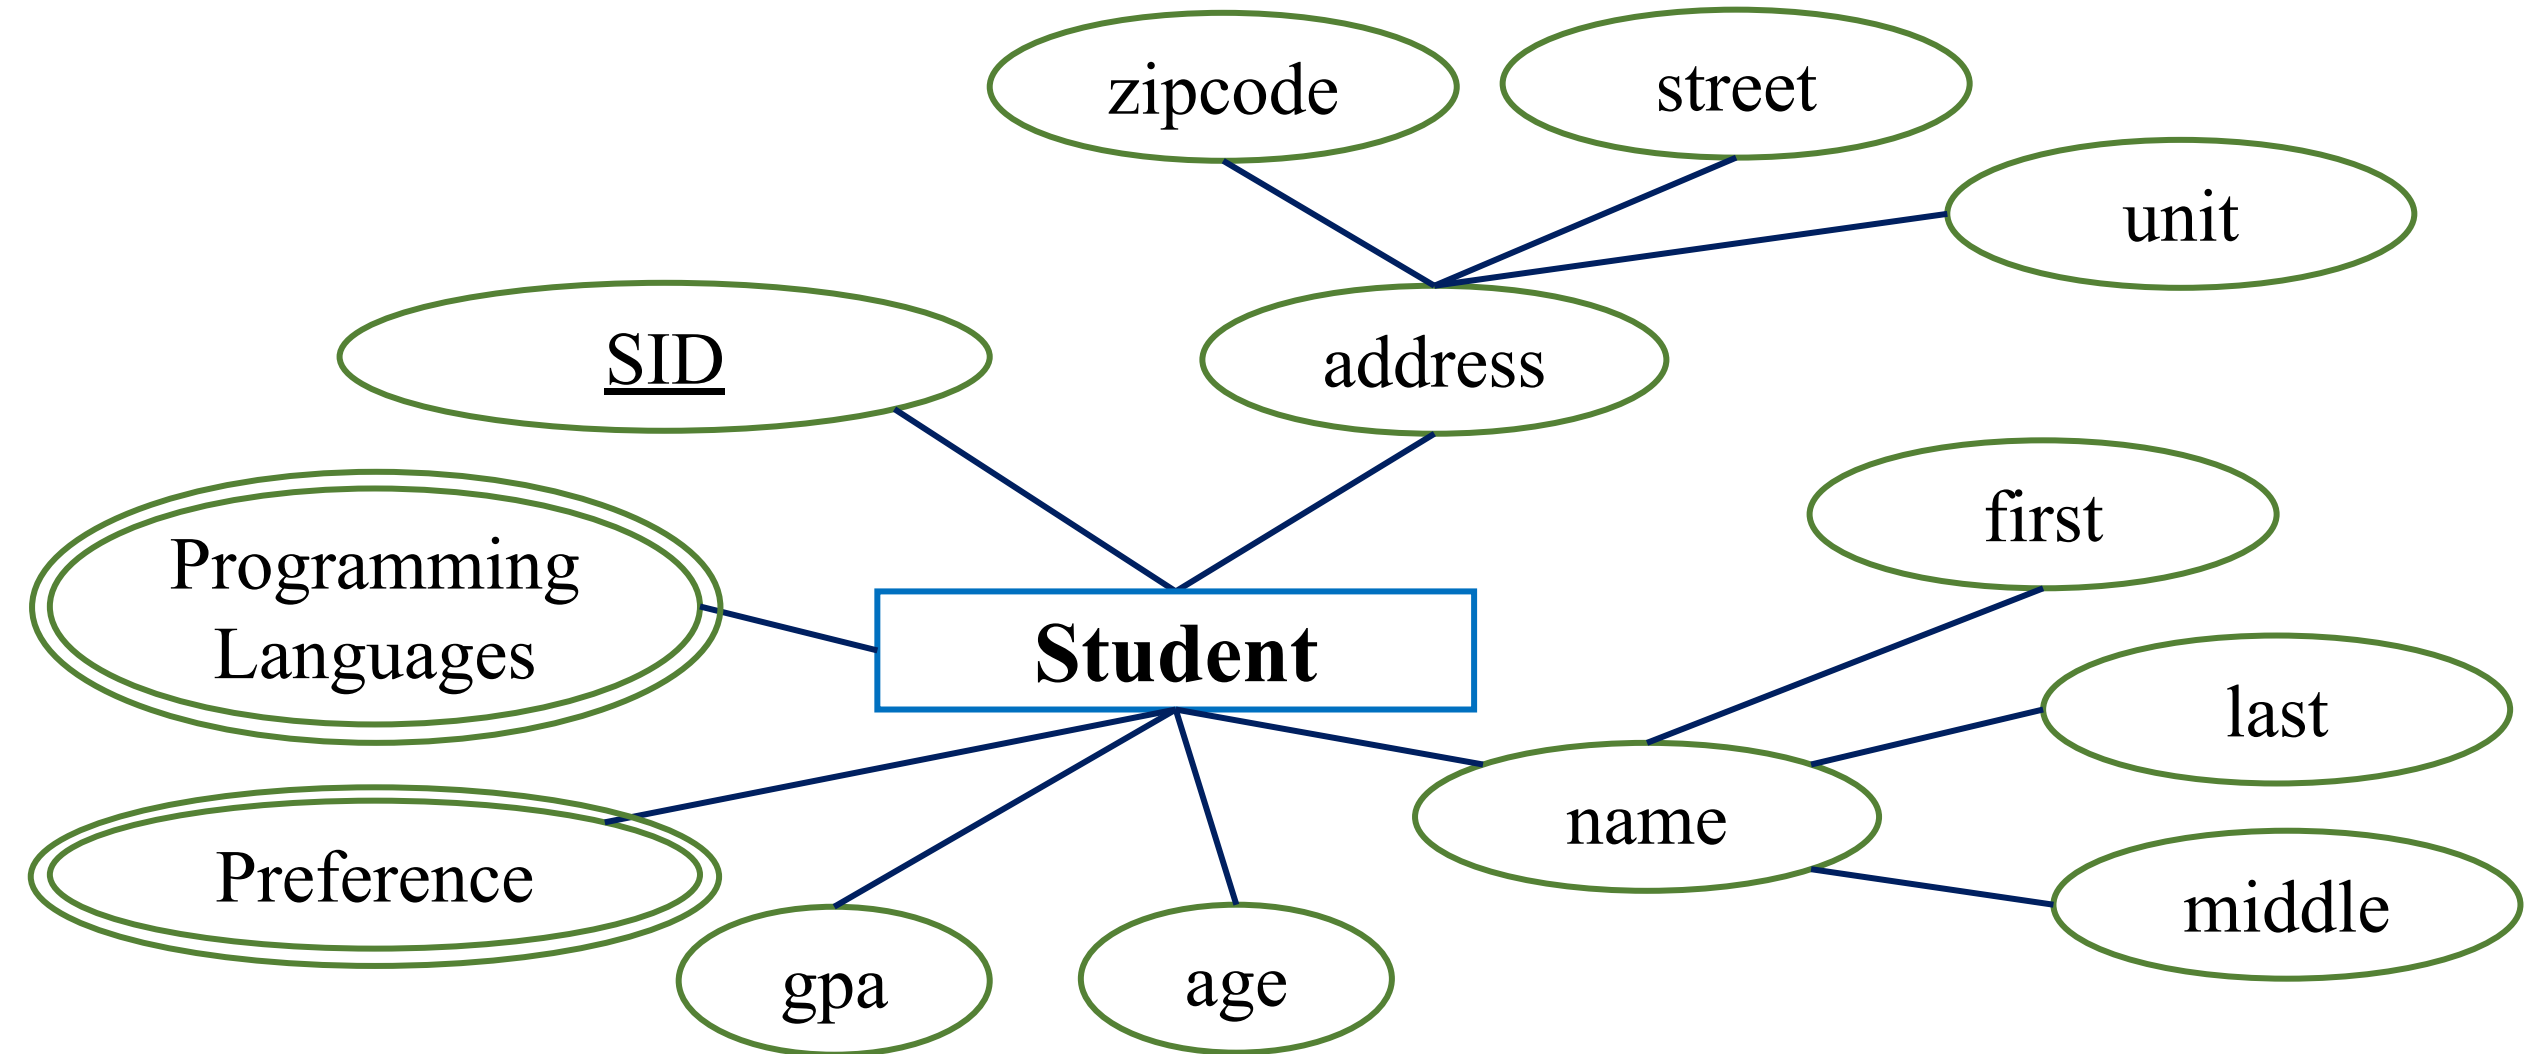 zipcode
street
unit
SID
address
first
Programming
Languages
Student
last
name
Preference
middle
gpa
age